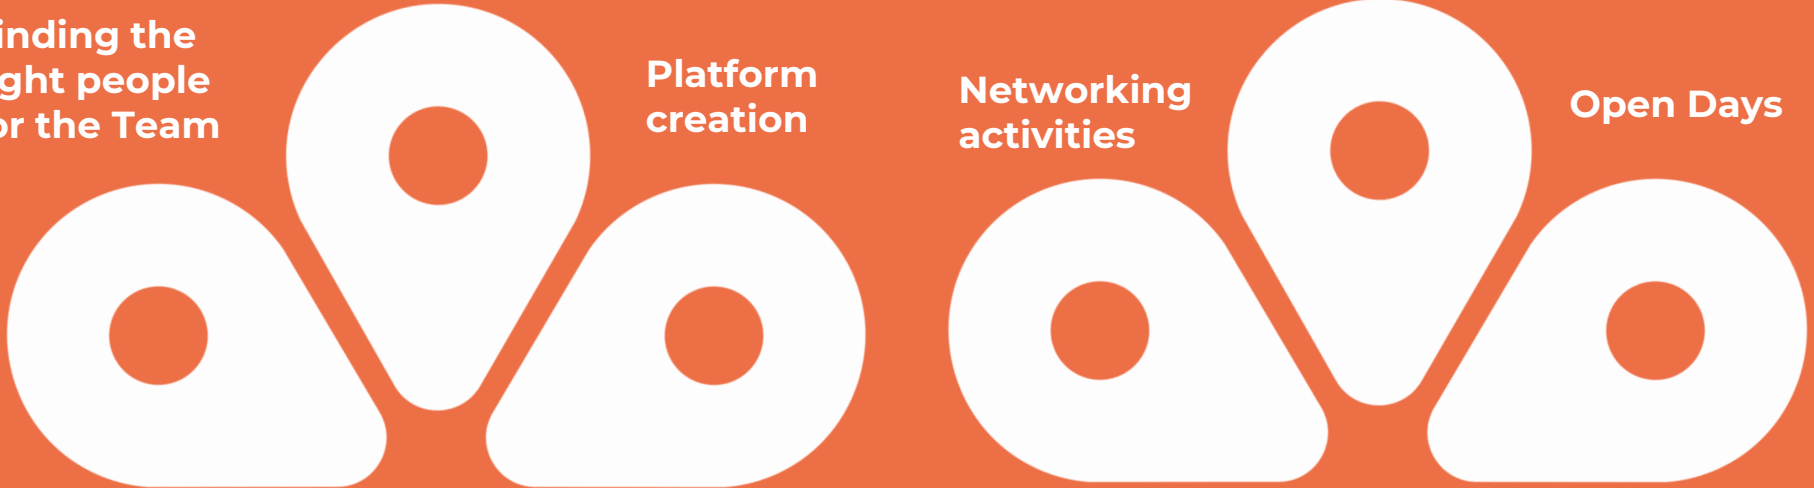 inding the
ght people
or the Team
Platform
creation
Networking
activities
Open Days